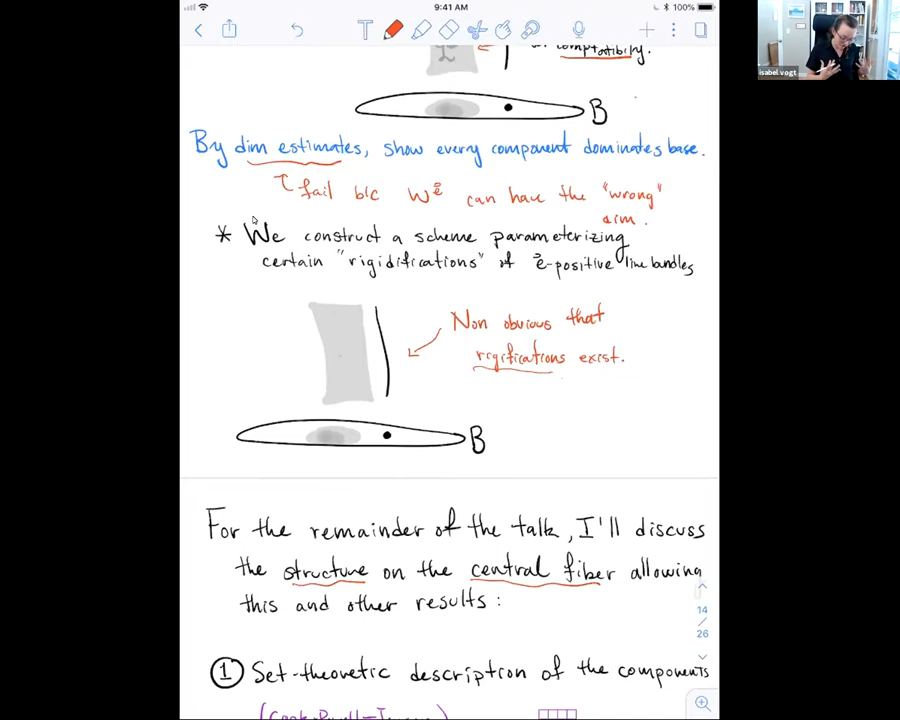 9:41 AM
100%
isabel vogt
compatibility.
B
By dim estimates, show every component dominates base.
fail b/c W^e⃗ can have the "wrong"
dim.
* We construct a scheme parameterizing
certain "rigidifications" of e⃗-positive line bundles
Non obvious that
rigifications exist.
B
For the remainder of the talk, I'll discuss
the structure on the central fiber allowing
this and other results:
14
/
26
① Set-theoretic description of the components